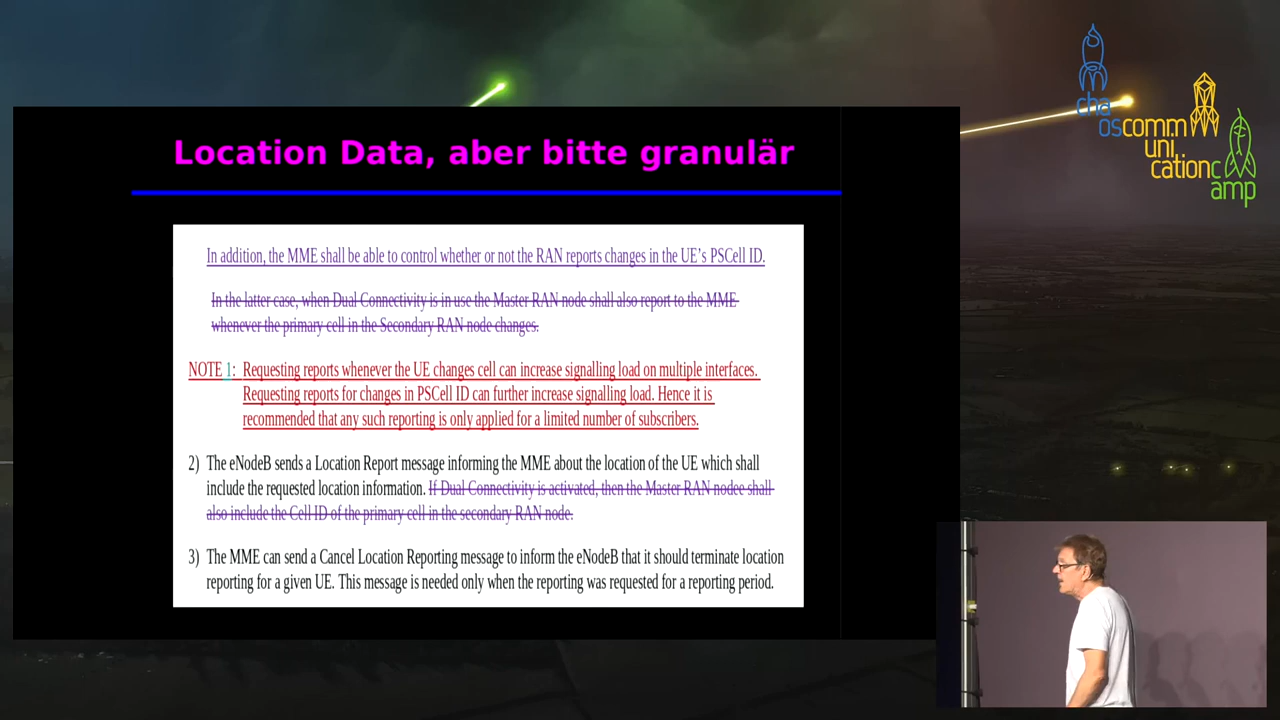 Location Data, aber bitte granulär
In addition, the MME shall be able to control whether or not the RAN reports changes in the UE's PSCell ID.
In the latter case, when Dual Connectivity is in use the Master RAN node shall also report to the MME
whenever the primary cell in the Secondary RAN node changes.
NOTE 1: Requesting reports whenever the UE changes cell can increase signalling load on multiple interfaces.
Requesting reports for changes in PSCell ID can further increase signalling load. Hence it is
recommended that any such reporting is only applied for a limited number of subscribers.
2) The eNodeB sends a Location Report message informing the MME about the location of the UE which shall
include the requested location information. If Dual Connectivity is activated, then the Master RAN nodee shall
also include the Cell ID of the primary cell in the secondary RAN node.
3) The MME can send a Cancel Location Reporting message to inform the eNodeB that it should terminate location
reporting for a given UE. This message is needed only when the reporting was requested for a reporting period.
cha
oscomm
uni
cationc
amp